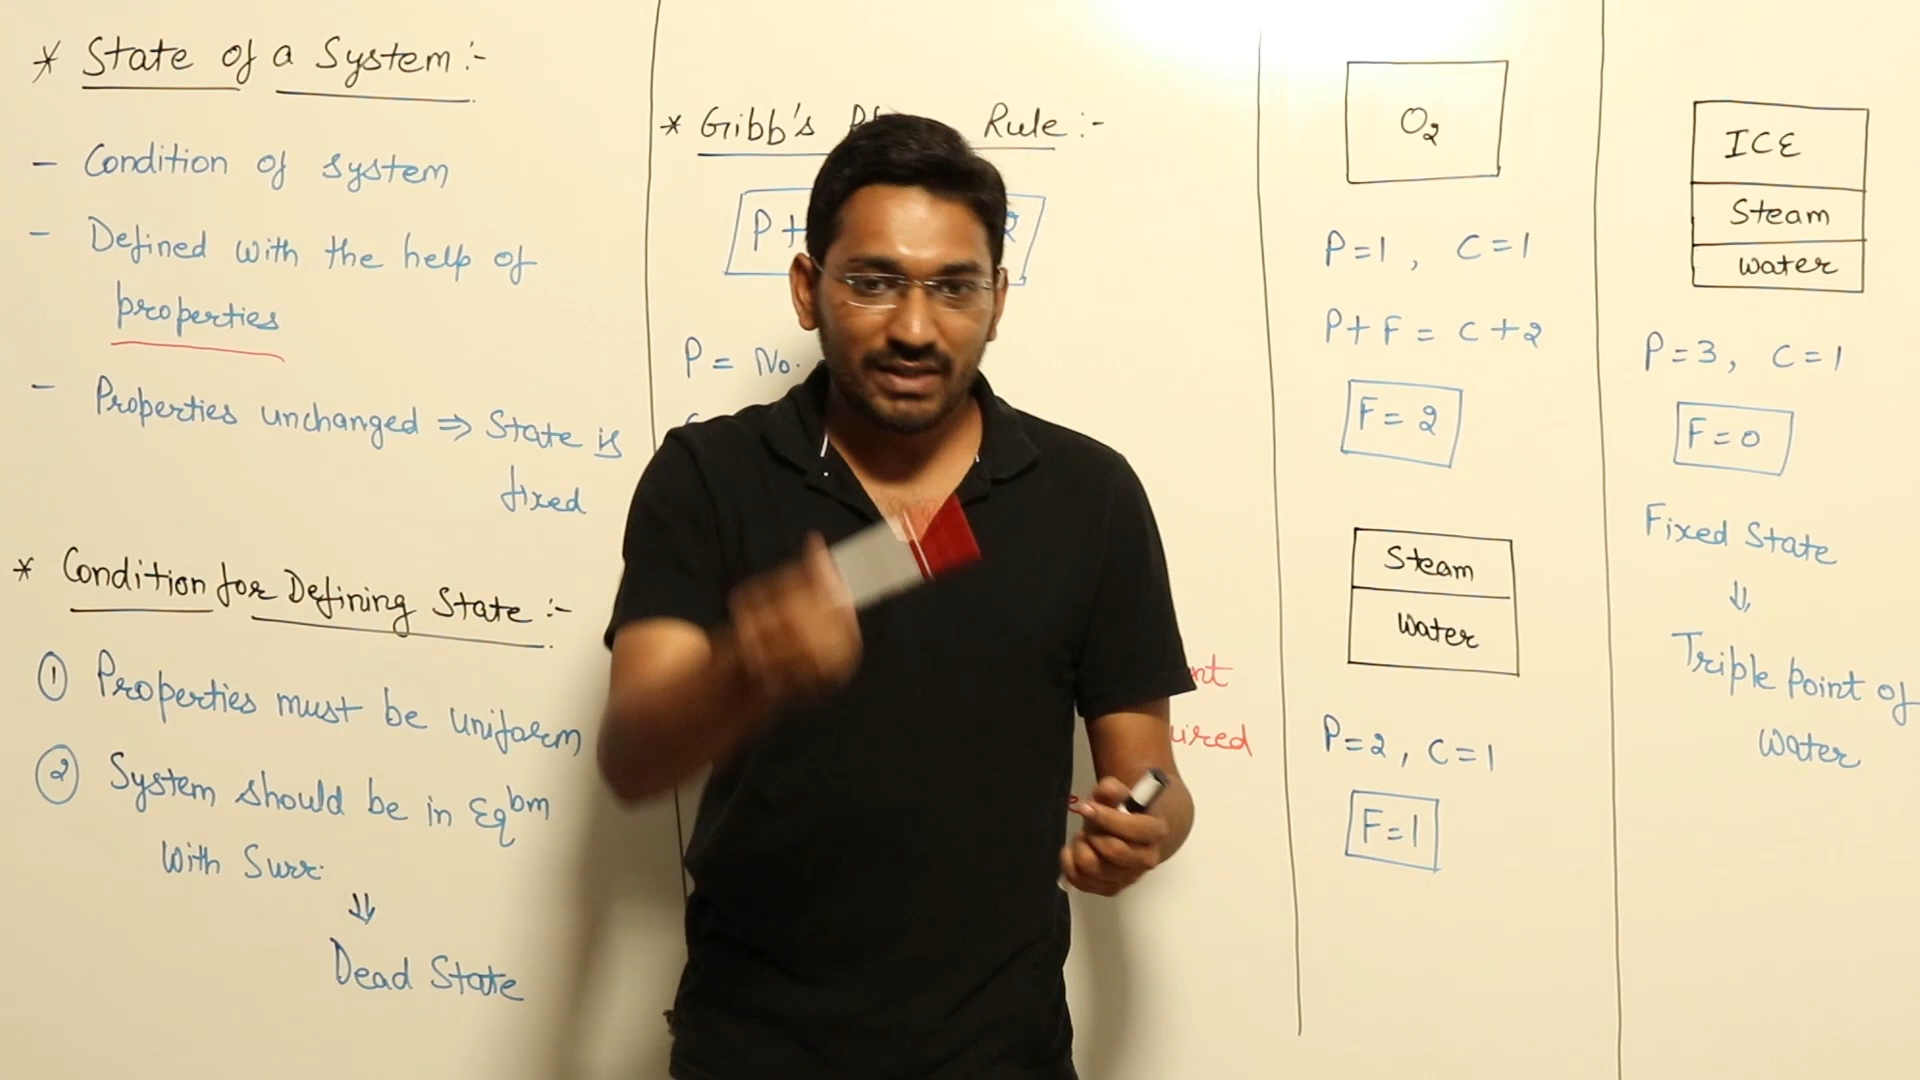 * State of a System :-
- Condition of system
- Defined with the help of
properties
- Properties unchanged ⇒ State is
fixed
* Condition for Defining State :-
① Properties must be uniform
② System should be in Eqbm
With Surr.
⇓
Dead State
* Gibb's Rule :-
P+ 2
P = No.
O₂
P=1 , C=1
P+F = C+2
F=2
Steam
Water
P=2, C=1
F=1
ICE
Steam
Water
P=3, C=1
F=0
Fixed State
⇓
Triple point of
Water